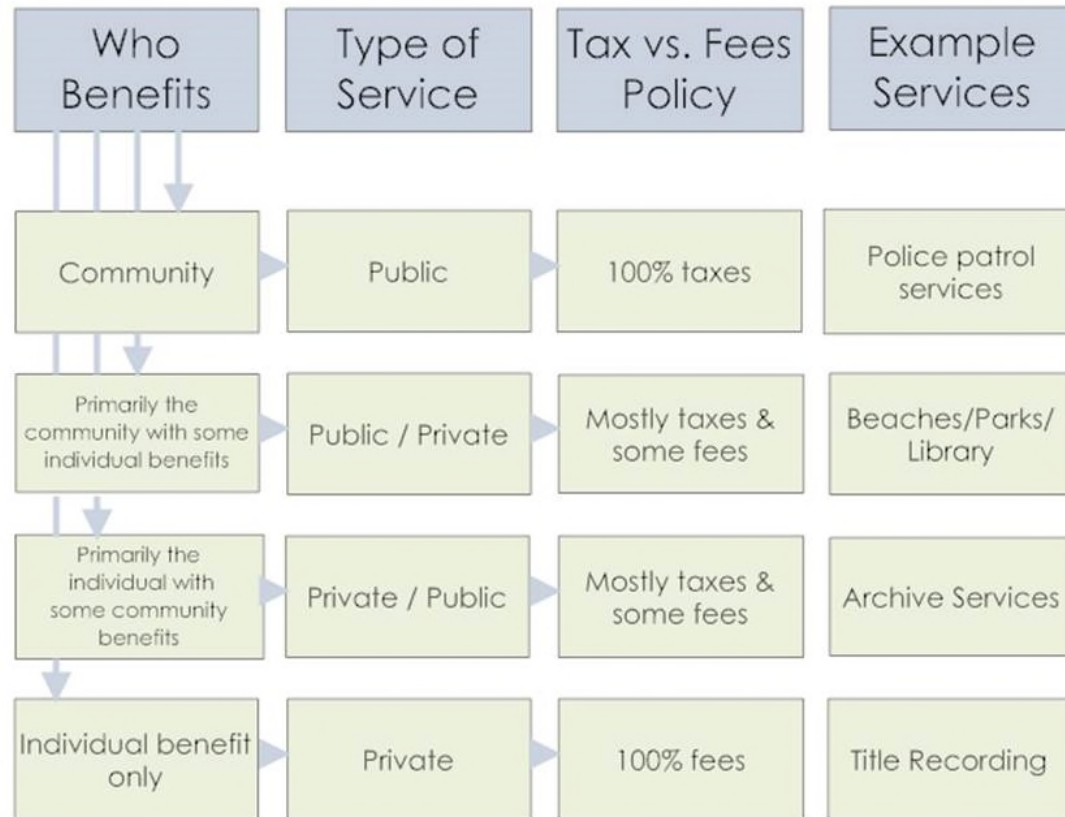 Who
Benefits
Type of
Service
Tax vs. Fees
Policy
Example
Services
Community
Public
100% taxes
Police patrol
services
Primarily the
community with some
individual benefits
Public / Private
Mostly taxes &
some fees
Beaches/Parks/
Library
Primarily the
individual with
some community
benefits
Private / Public
Mostly taxes &
some fees
Archive Services
Individual benefit
only
Private
100% fees
Title Recording